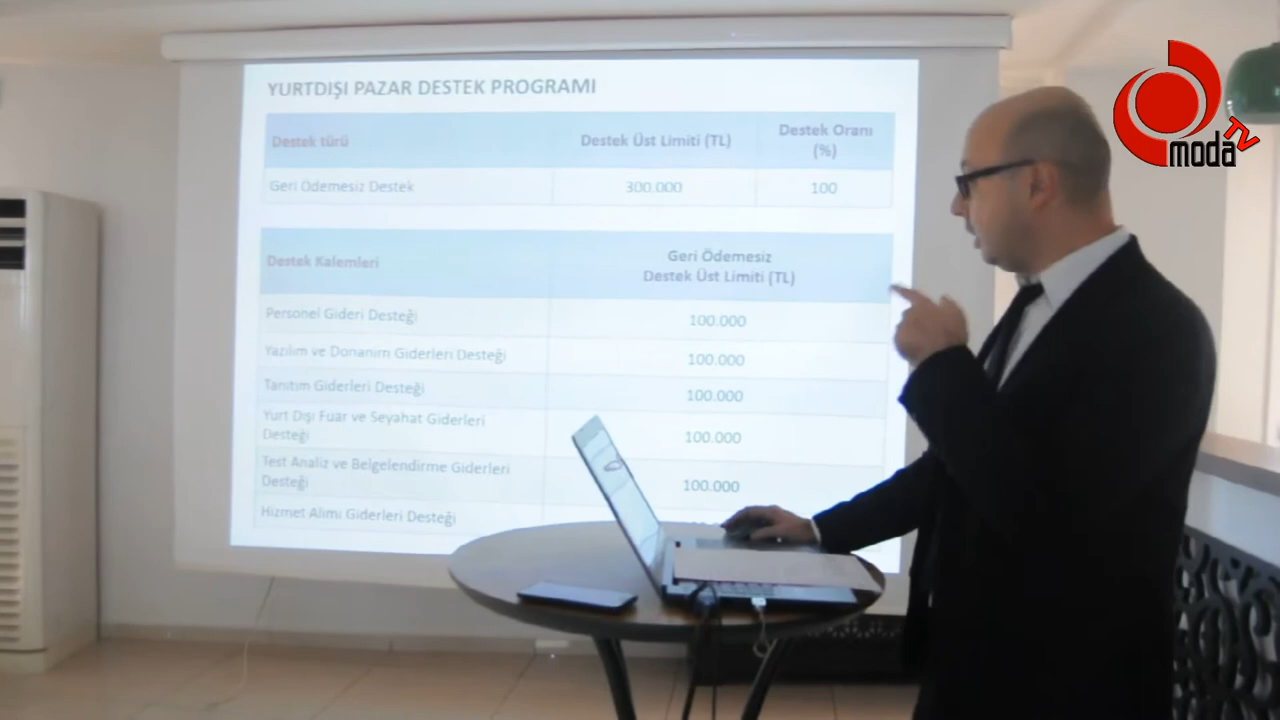 YURTDIŞI PAZAR DESTEK PROGRAMI
Destek türü
Destek Üst Limiti (TL)
Destek Oranı
(%)
Geri Ödemesiz Destek
300.000
100
Destek Kalemleri
Geri Ödemesiz
Destek Üst Limiti (TL)
Personel Gideri Desteği
100.000
Yazılım ve Donanım Giderleri Desteği
100.000
Tanıtım Giderleri Desteği
100.000
Yurt Dışı Fuar ve Seyahat Giderleri
Desteği
100.000
Test Analiz ve Belgelendirme Giderleri
Desteği
100.000
Hizmet Alımı Giderleri Desteği
moda TV